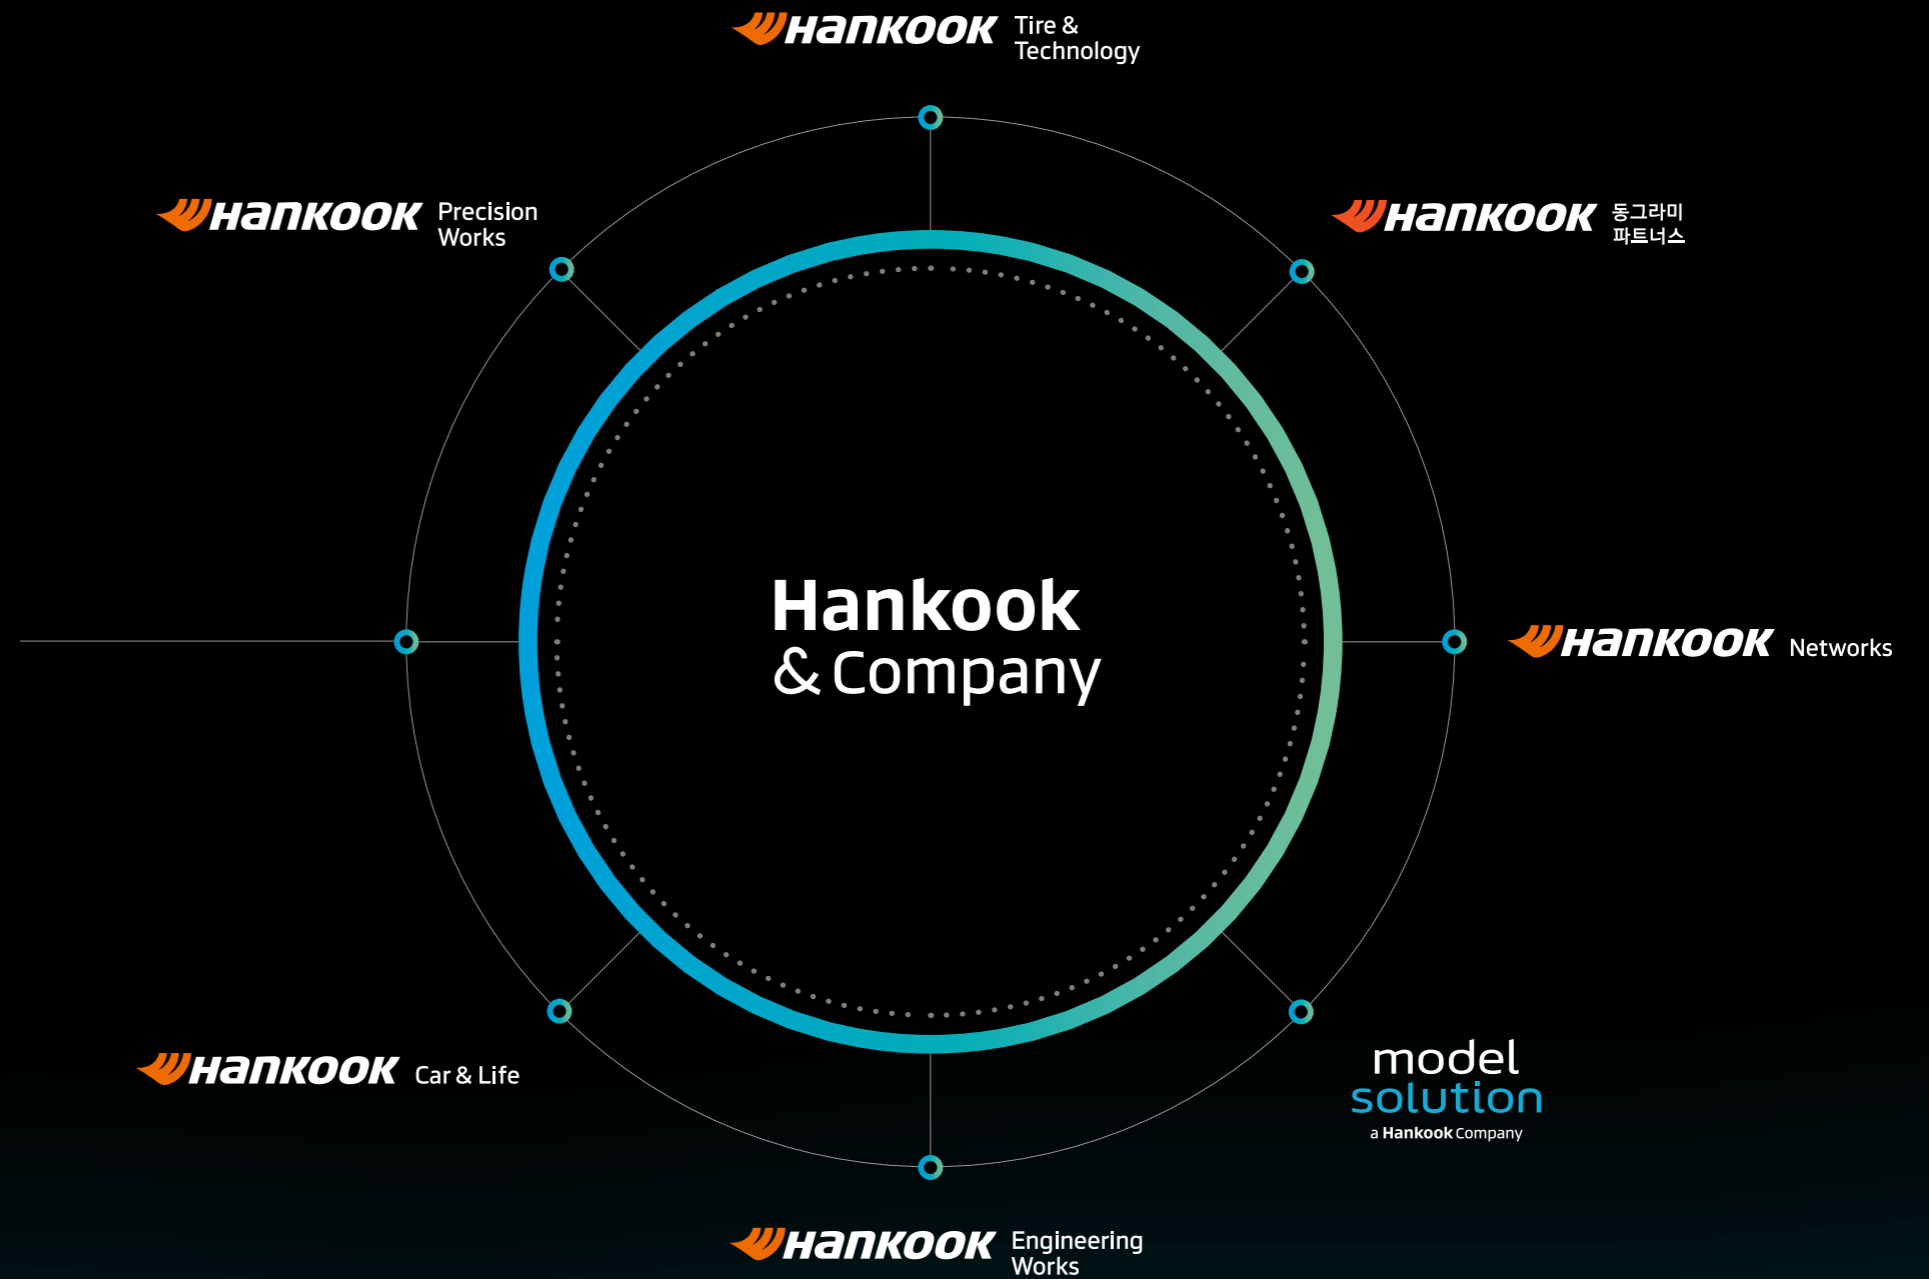 HANKOOK Tire &
Technology
HANKOOK Precision
Works
HANKOOK 동그라미
파트너스
Hankook
& Company
HANKOOK Networks
HANKOOK Car & Life
model
solution
a Hankook Company
HANKOOK Engineering
Works